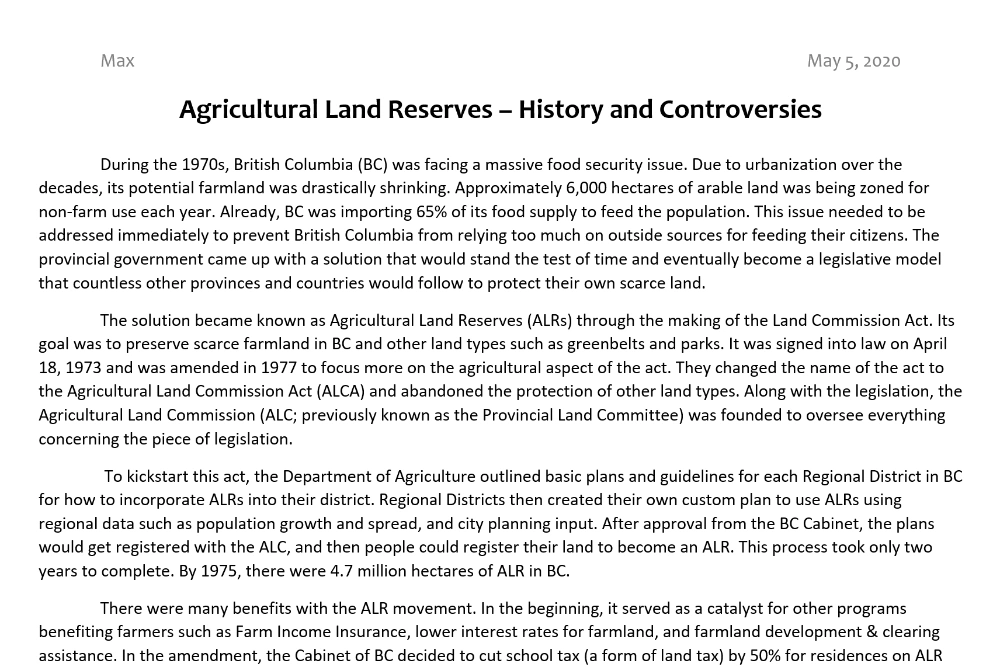 Max May 5, 2020
Agricultural Land Reserves – History and Controversies
During the 1970s, British Columbia (BC) was facing a massive food security issue. Due to urbanization over the
decades, its potential farmland was drastically shrinking. Approximately 6,000 hectares of arable land was being zoned for
non-farm use each year. Already, BC was importing 65% of its food supply to feed the population. This issue needed to be
addressed immediately to prevent British Columbia from relying too much on outside sources for feeding their citizens. The
provincial government came up with a solution that would stand the test of time and eventually become a legislative model
that countless other provinces and countries would follow to protect their own scarce land.
The solution became known as Agricultural Land Reserves (ALRs) through the making of the Land Commission Act. Its
goal was to preserve scarce farmland in BC and other land types such as greenbelts and parks. It was signed into law on April
18, 1973 and was amended in 1977 to focus more on the agricultural aspect of the act. They changed the name of the act to
the Agricultural Land Commission Act (ALCA) and abandoned the protection of other land types. Along with the legislation, the
Agricultural Land Commission (ALC; previously known as the Provincial Land Committee) was founded to oversee everything
concerning the piece of legislation.
To kickstart this act, the Department of Agriculture outlined basic plans and guidelines for each Regional District in BC
for how to incorporate ALRs into their district. Regional Districts then created their own custom plan to use ALRs using
regional data such as population growth and spread, and city planning input. After approval from the BC Cabinet, the plans
would get registered with the ALC, and then people could register their land to become an ALR. This process took only two
years to complete. By 1975, there were 4.7 million hectares of ALR in BC.
There were many benefits with the ALR movement. In the beginning, it served as a catalyst for other programs
benefiting farmers such as Farm Income Insurance, lower interest rates for farmland, and farmland development & clearing
assistance. In the amendment, the Cabinet of BC decided to cut school tax (a form of land tax) by 50% for residences on ALR